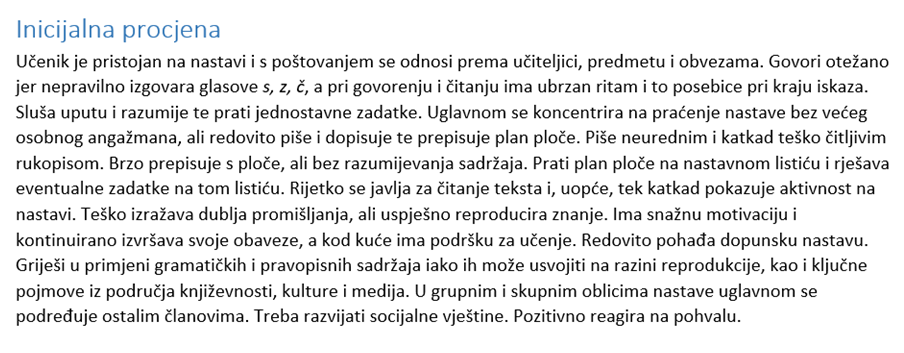 Inicijalna procjena
Učenik je pristojan na nastavi i s poštovanjem se odnosi prema učiteljici, predmetu i obvezama. Govori otežano
jer nepravilno izgovara glasove s, z, č, a pri govorenju i čitanju ima ubrzan ritam i to posebice pri kraju iskaza.
Sluša uputu i razumije te prati jednostavne zadatke. Uglavnom se koncentrira na praćenje nastave bez većeg
osobnog angažmana, ali redovito piše i dopisuje te prepisuje plan ploče. Piše neurednim i katkad teško čitljivim
rukopisom. Brzo prepisuje s ploče, ali bez razumijevanja sadržaja. Prati plan ploče na nastavnom listiću i rješava
eventualne zadatke na tom listiću. Rijetko se javlja za čitanje teksta i, uopće, tek katkad pokazuje aktivnost na
nastavi. Teško izražava dublja promišljanja, ali uspješno reproducira znanje. Ima snažnu motivaciju i
kontinuirano izvršava svoje obaveze, a kod kuće ima podršku za učenje. Redovito pohađa dopunsku nastavu.
Griješi u primjeni gramatičkih i pravopisnih sadržaja iako ih može usvojiti na razini reprodukcije, kao i ključne
pojmove iz područja književnosti, kulture i medija. U grupnim i skupnim oblicima nastave uglavnom se
podređuje ostalim članovima. Treba razvijati socijalne vještine. Pozitivno reagira na pohvalu.